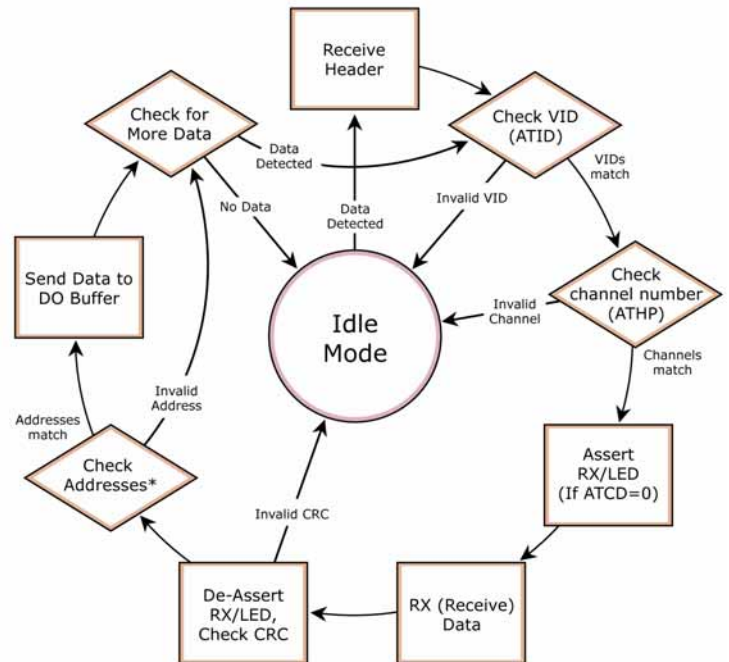 Receive
Header
Check for
More Data
Check VID
(ATID)
Data
Detected
VIDs
match
No Data
Data
Detected
Invalid VID
Send Data to
DO Buffer
Check
channel number
(ATHP)
Invalid
Channel
Idle
Mode
Channels
match
Invalid
Address
Addresses
match
Check
Addresses*
Assert
RX/LED
(If ATCD=0)
Invalid CRC
De-Assert
RX/LED,
Check CRC
RX (Receive)
Data